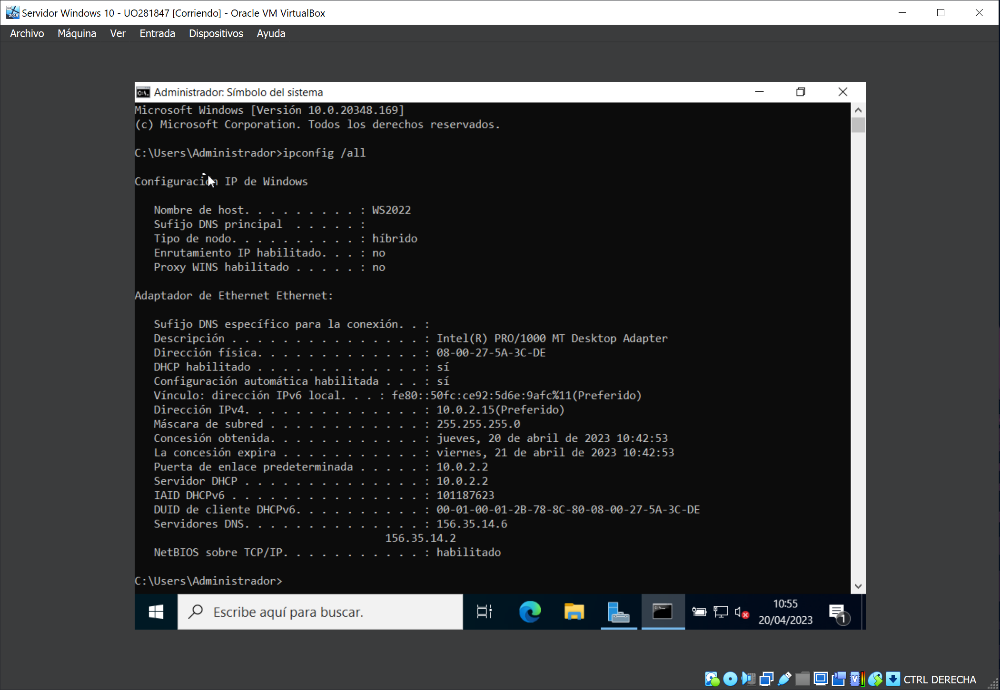 Servidor Windows 10 - UO281847 [Corriendo] - Oracle VM VirtualBox
Archivo Máquina Ver Entrada Dispositivos Ayuda
Administrador: Símbolo del sistema
Microsoft Windows [Versión 10.0.20348.169]
(c) Microsoft Corporation. Todos los derechos reservados.
C:\Users\Administrador>ipconfig /all
Configuración IP de Windows
Nombre de host. . . . . . . . . : WS2022
Sufijo DNS principal  . . . . . :
Tipo de nodo. . . . . . . . . . : híbrido
Enrutamiento IP habilitado. . . : no
Proxy WINS habilitado . . . . . : no
Adaptador de Ethernet Ethernet:
Sufijo DNS específico para la conexión. . :
Descripción . . . . . . . . . . . . . . . : Intel(R) PRO/1000 MT Desktop Adapter
Dirección física. . . . . . . . . . . . . : 08-00-27-5A-3C-DE
DHCP habilitado . . . . . . . . . . . . . : sí
Configuración automática habilitada . . . : sí
Vínculo: dirección IPv6 local. . . : fe80::50fc:ce92:5d6e:9afc%11(Preferido)
Dirección IPv4. . . . . . . . . . . . . . : 10.0.2.15(Preferido)
Máscara de subred . . . . . . . . . . . . : 255.255.255.0
Concesión obtenida. . . . . . . . . . . . : jueves, 20 de abril de 2023 10:42:53
La concesión expira . . . . . . . . . . . : viernes, 21 de abril de 2023 10:42:53
Puerta de enlace predeterminada . . . . . : 10.0.2.2
Servidor DHCP . . . . . . . . . . . . . . : 10.0.2.2
IAID DHCPv6 . . . . . . . . . . . . . . . : 101187623
DUID de cliente DHCPv6. . . . . . . . . . : 00-01-00-01-2B-78-8C-80-08-00-27-5A-3C-DE
Servidores DNS. . . . . . . . . . . . . . : 156.35.14.6
156.35.14.2
NetBIOS sobre TCP/IP. . . . . . . . . . . : habilitado
C:\Users\Administrador>
Escribe aquí para buscar.
10:55
20/04/2023
1
CTRL DERECHA